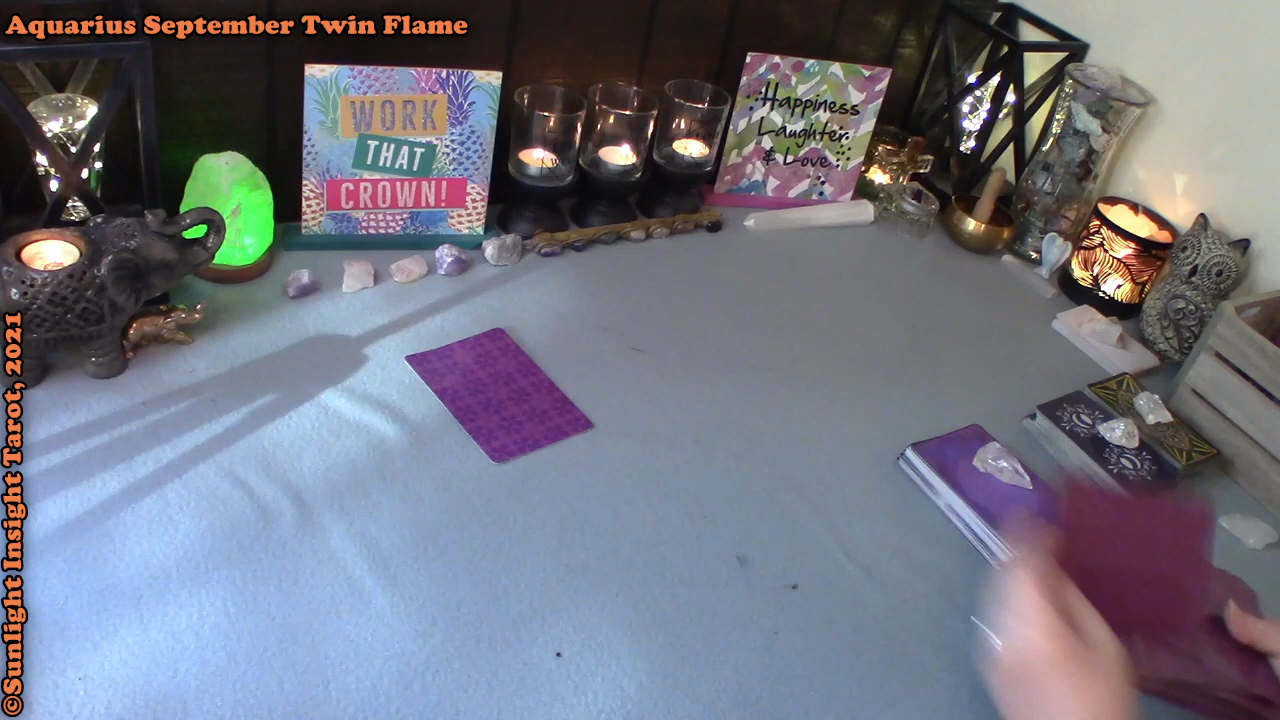 Aquarius September Twin Flame
WORK
THAT
CROWN!
Happiness
Laughter
& Love
©Sunlight Insight Tarot, 2021